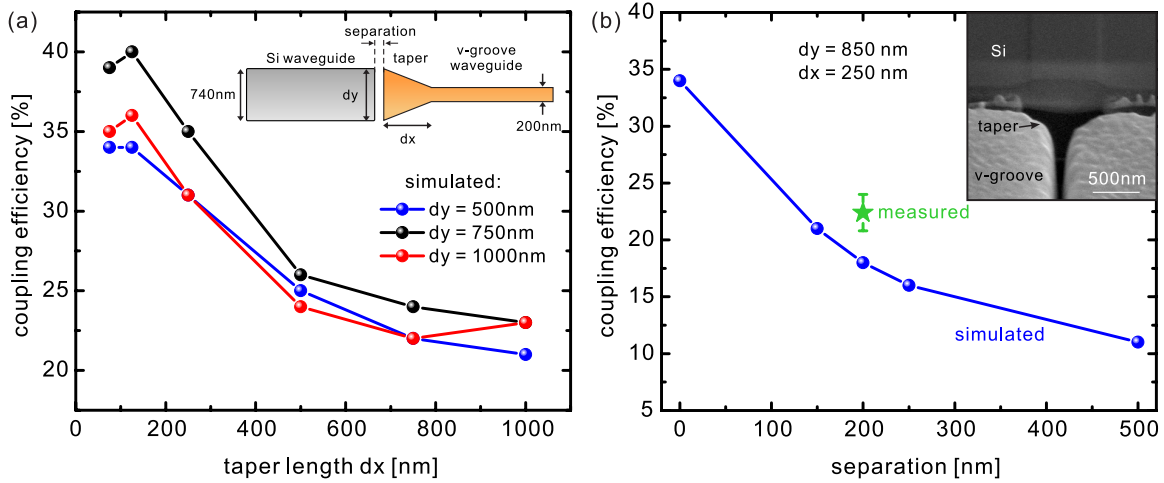 (a)
coupling efficiency [%]
40
35
30
25
20
0
200
400
600
800
1000
taper length dx [nm]
separation
Si waveguide
taper
v-groove
waveguide
740nm
dy
200nm
dx
simulated:
dy = 500nm
dy = 750nm
dy = 1000nm
(b)
coupling efficiency [%]
40
35
30
25
20
15
10
5
0
100
200
300
400
500
separation [nm]
dy = 850 nm
dx = 250 nm
measured
simulated
Si
taper
v-groove
500nm